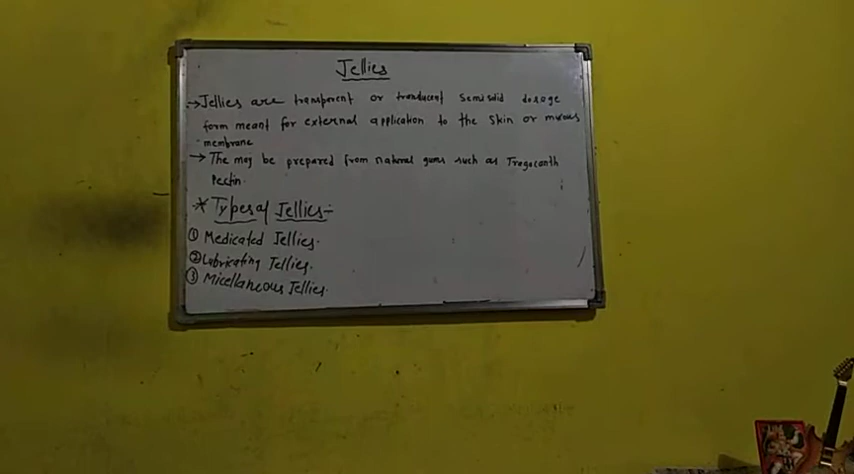 Jellies
→ Jellies are transparent or tranducent semisolid dosage
form meant for external application to the skin or mucous
membrane
→ The may be prepared from natural gums such as Tragacanth
Pectin.
* Types of Jellies:-
① Medicated Jellies.
② Lubricating Jellies.
③ Micellaneous Jellies.